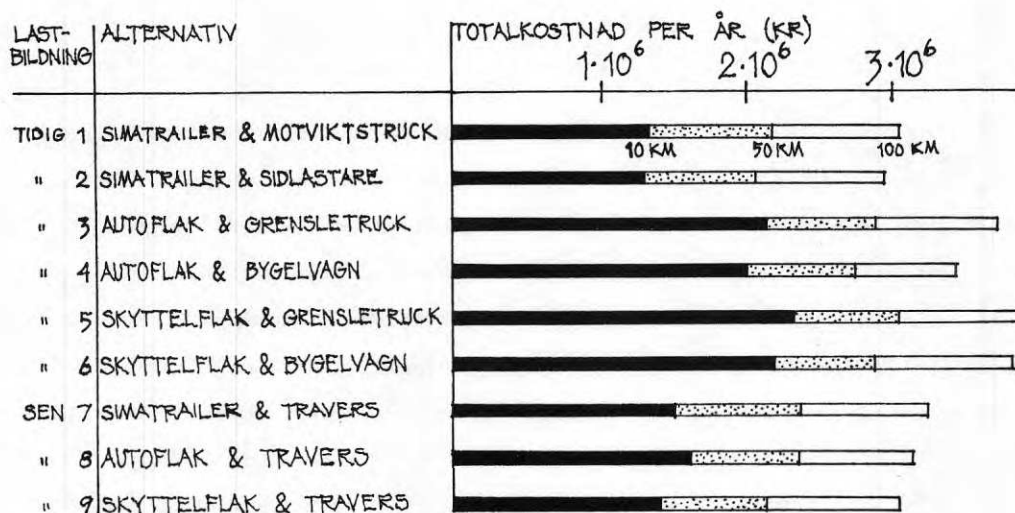 LAST-
BILDNING
ALTERNATIV
TOTALKOSTNAD PER ÅR (KR)
1·10⁶ 2·10⁶ 3·10⁶
TIDIG 1 SIMATRAILER & MOTVIKTSTRUCK
10 KM 50 KM 100 KM
" 2 SIMATRAILER & SIDLASTARE
" 3 AUTOFLAK & GRENSLETRUCK
" 4 AUTOFLAK & BYGELVAGN
" 5 SKYTTELFLAK & GRENSLETRUCK
" 6 SKYTTELFLAK & BYGELVAGN
SEN 7 SIMATRAILER & TRAVERS
" 8 AUTOFLAK & TRAVERS
" 9 SKYTTELFLAK & TRAVERS